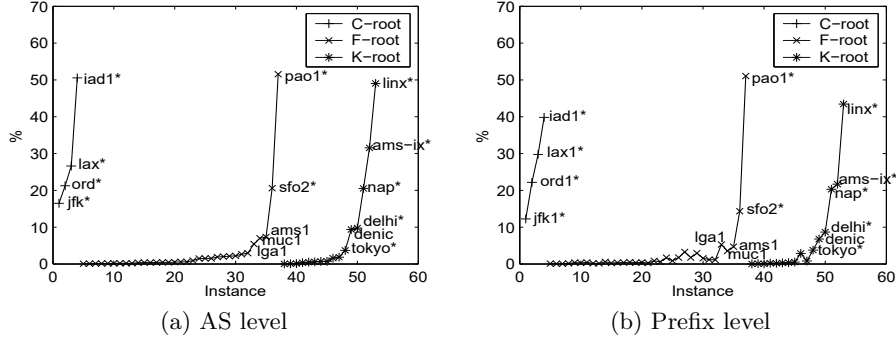 70
60
50
40
30
20
10
0
%
C-root
F-root
K-root
iad1*
lax*
ord*
jfk*
pao1*
sfo2*
ams1
muc1
lga1
linx*
ams-ix*
nap*
delhi*
denic
tokyo*
0 10 20 30 40 50 60
Instance
(a) AS level
70
60
50
40
30
20
10
0
%
C-root
F-root
K-root
iad1*
lax1*
ord1*
jfk1*
pao1*
sfo2*
lga1
ams1
muc1
linx*
ams-ix*
nap*
delhi*
denic
tokyo*
0 10 20 30 40 50 60
Instance
(b) Prefix level